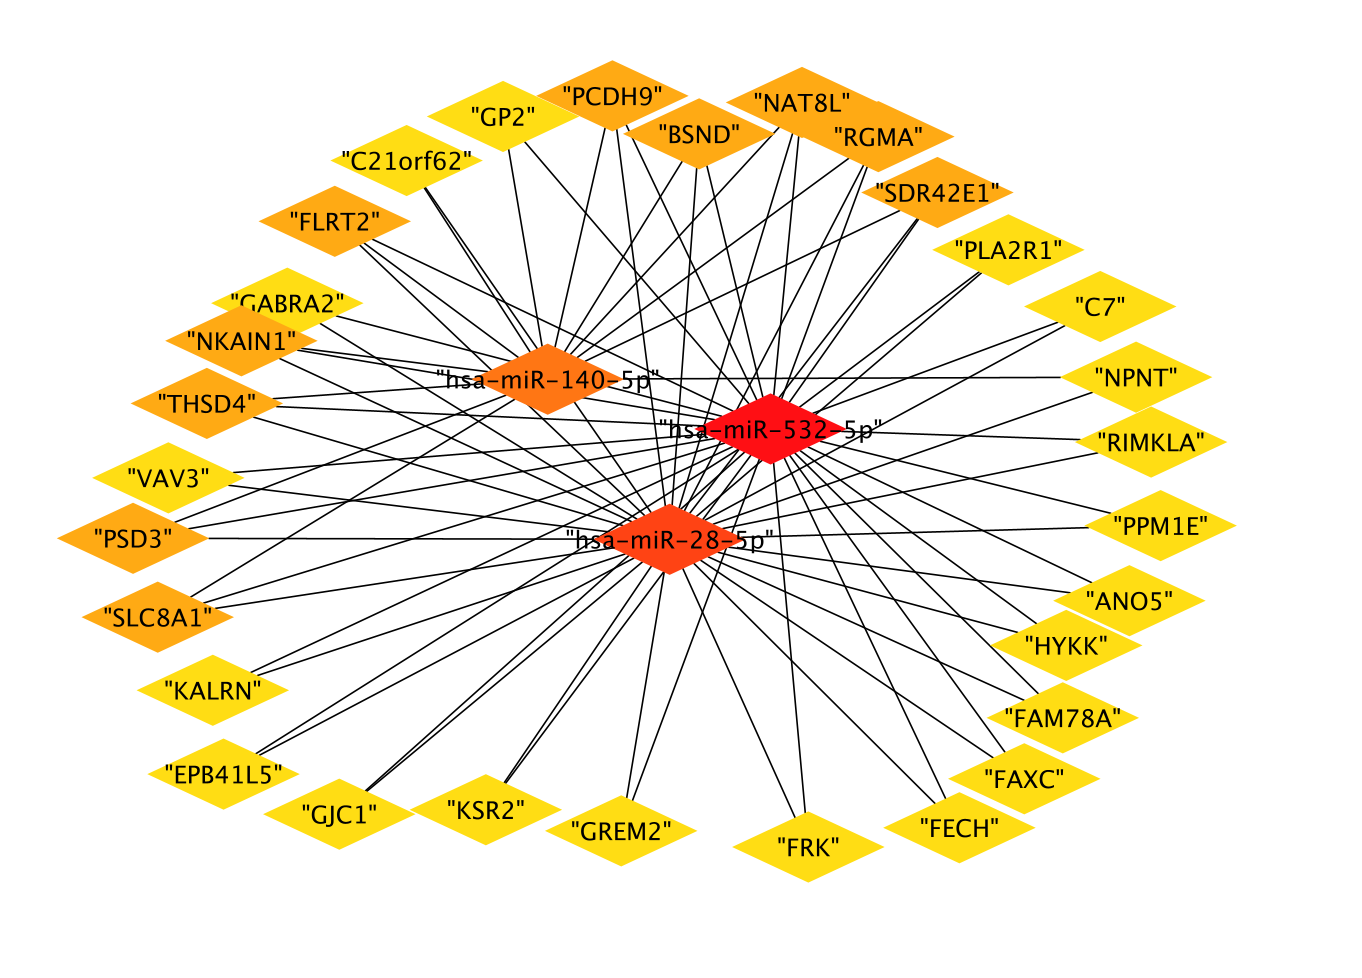 "PCDH9"
"NAT8L"
"GP2"
"BSND"
"RGMA"
"C21orf62"
"SDR42E1"
"FLRT2"
"PLA2R1"
"GABRA2"
"C7"
"NKAIN1"
"hsa-miR-140-5p"
"NPNT"
"THSD4"
"hsa-miR-532-5p"
"RIMKLA"
"VAV3"
"PPM1E"
"PSD3"
"hsa-miR-28-5p"
"ANO5"
"SLC8A1"
"HYKK"
"KALRN"
"FAM78A"
"EPB41L5"
"FAXC"
"GJC1"
"KSR2"
"GREM2"
"FECH"
"FRK"